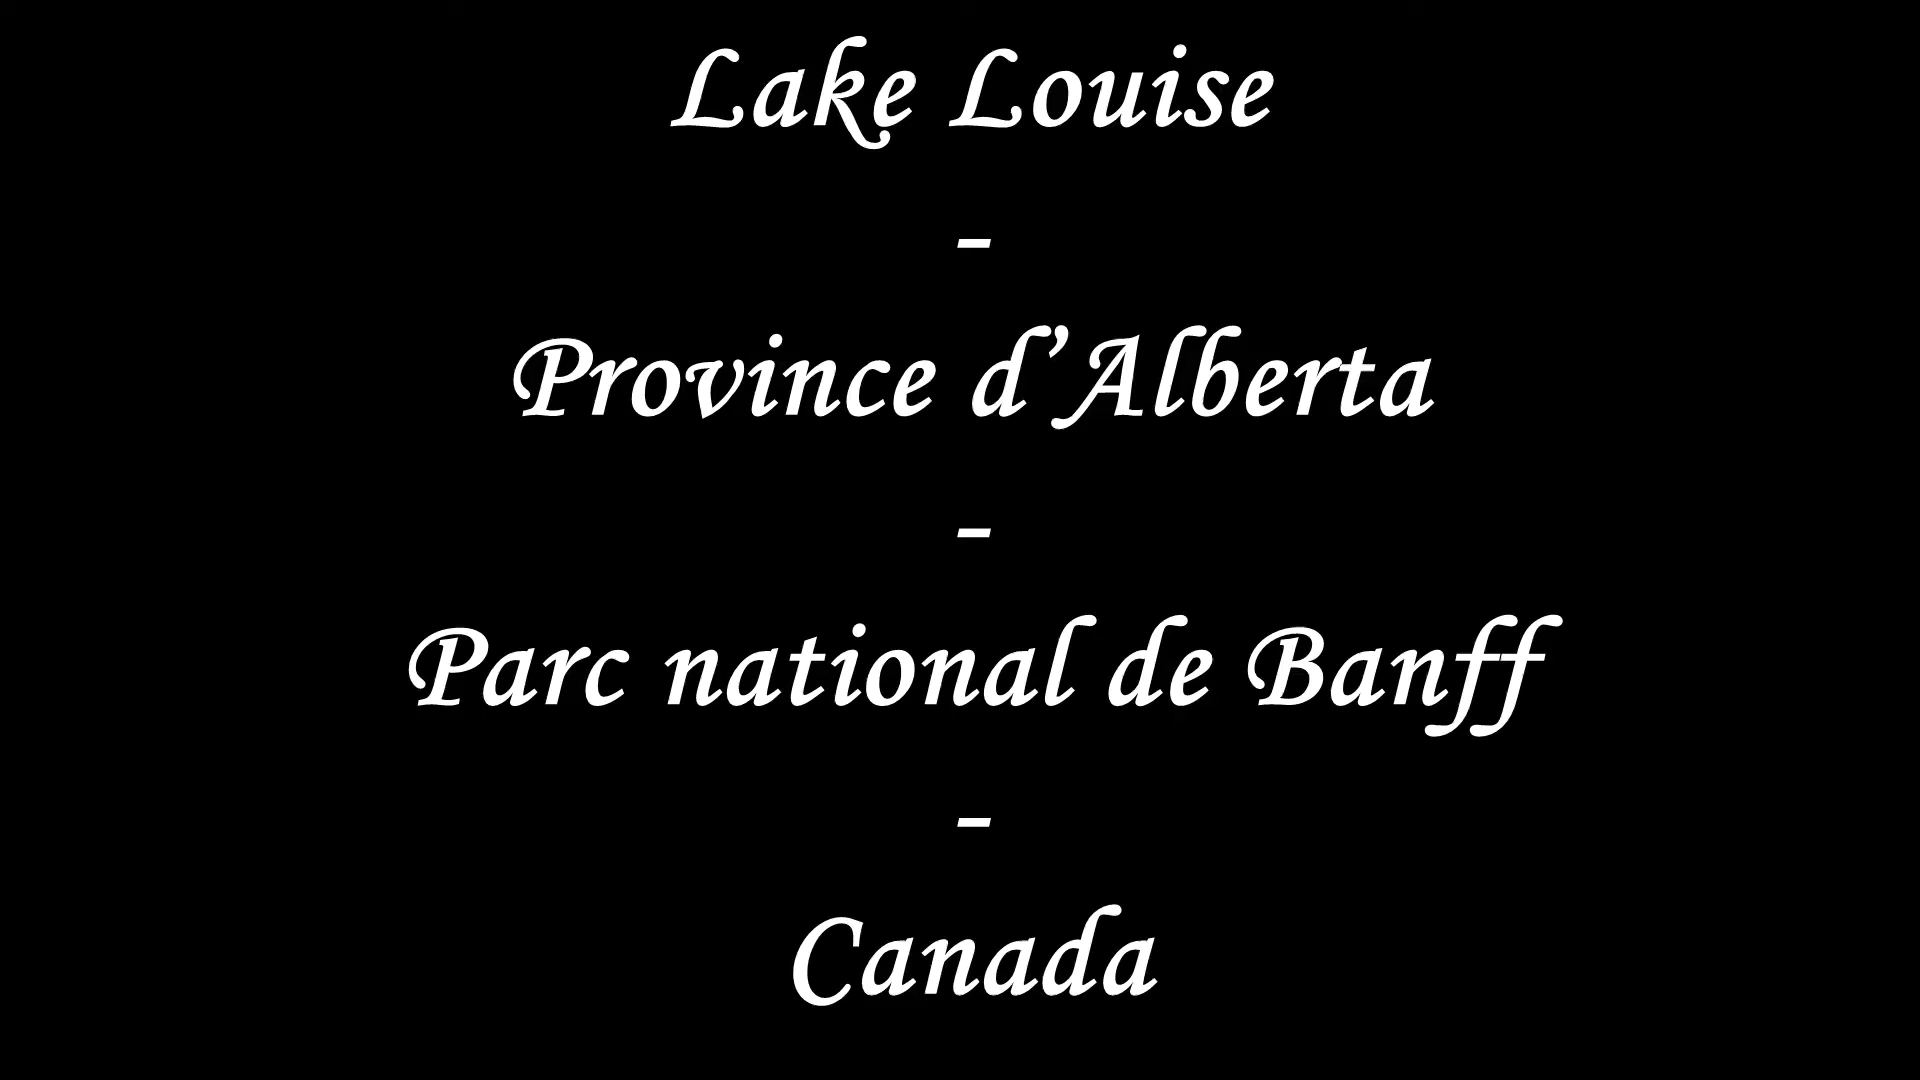 Lake Louise
-
Province d’Alberta
-
Parc national de Banff
-
Canada